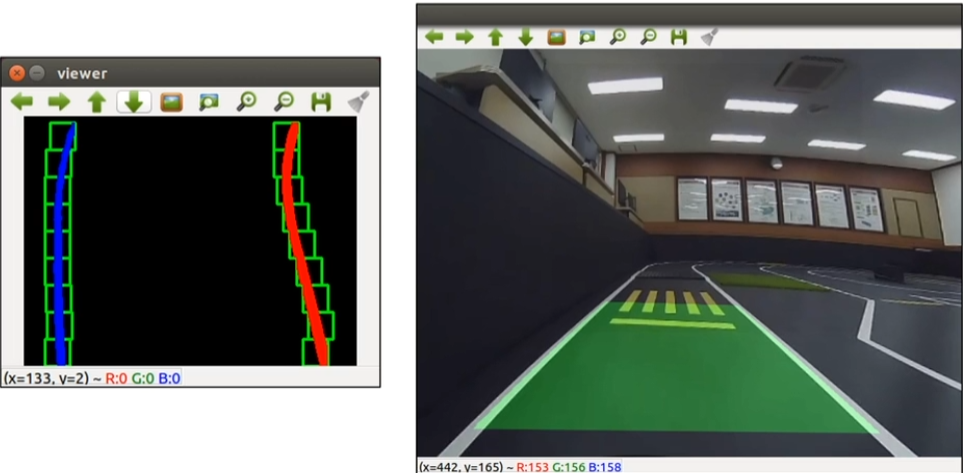 viewer
(x=133, y=2) ~ R:0 G:0 B:0
(x=442, y=165) ~ R:153 G:156 B:158